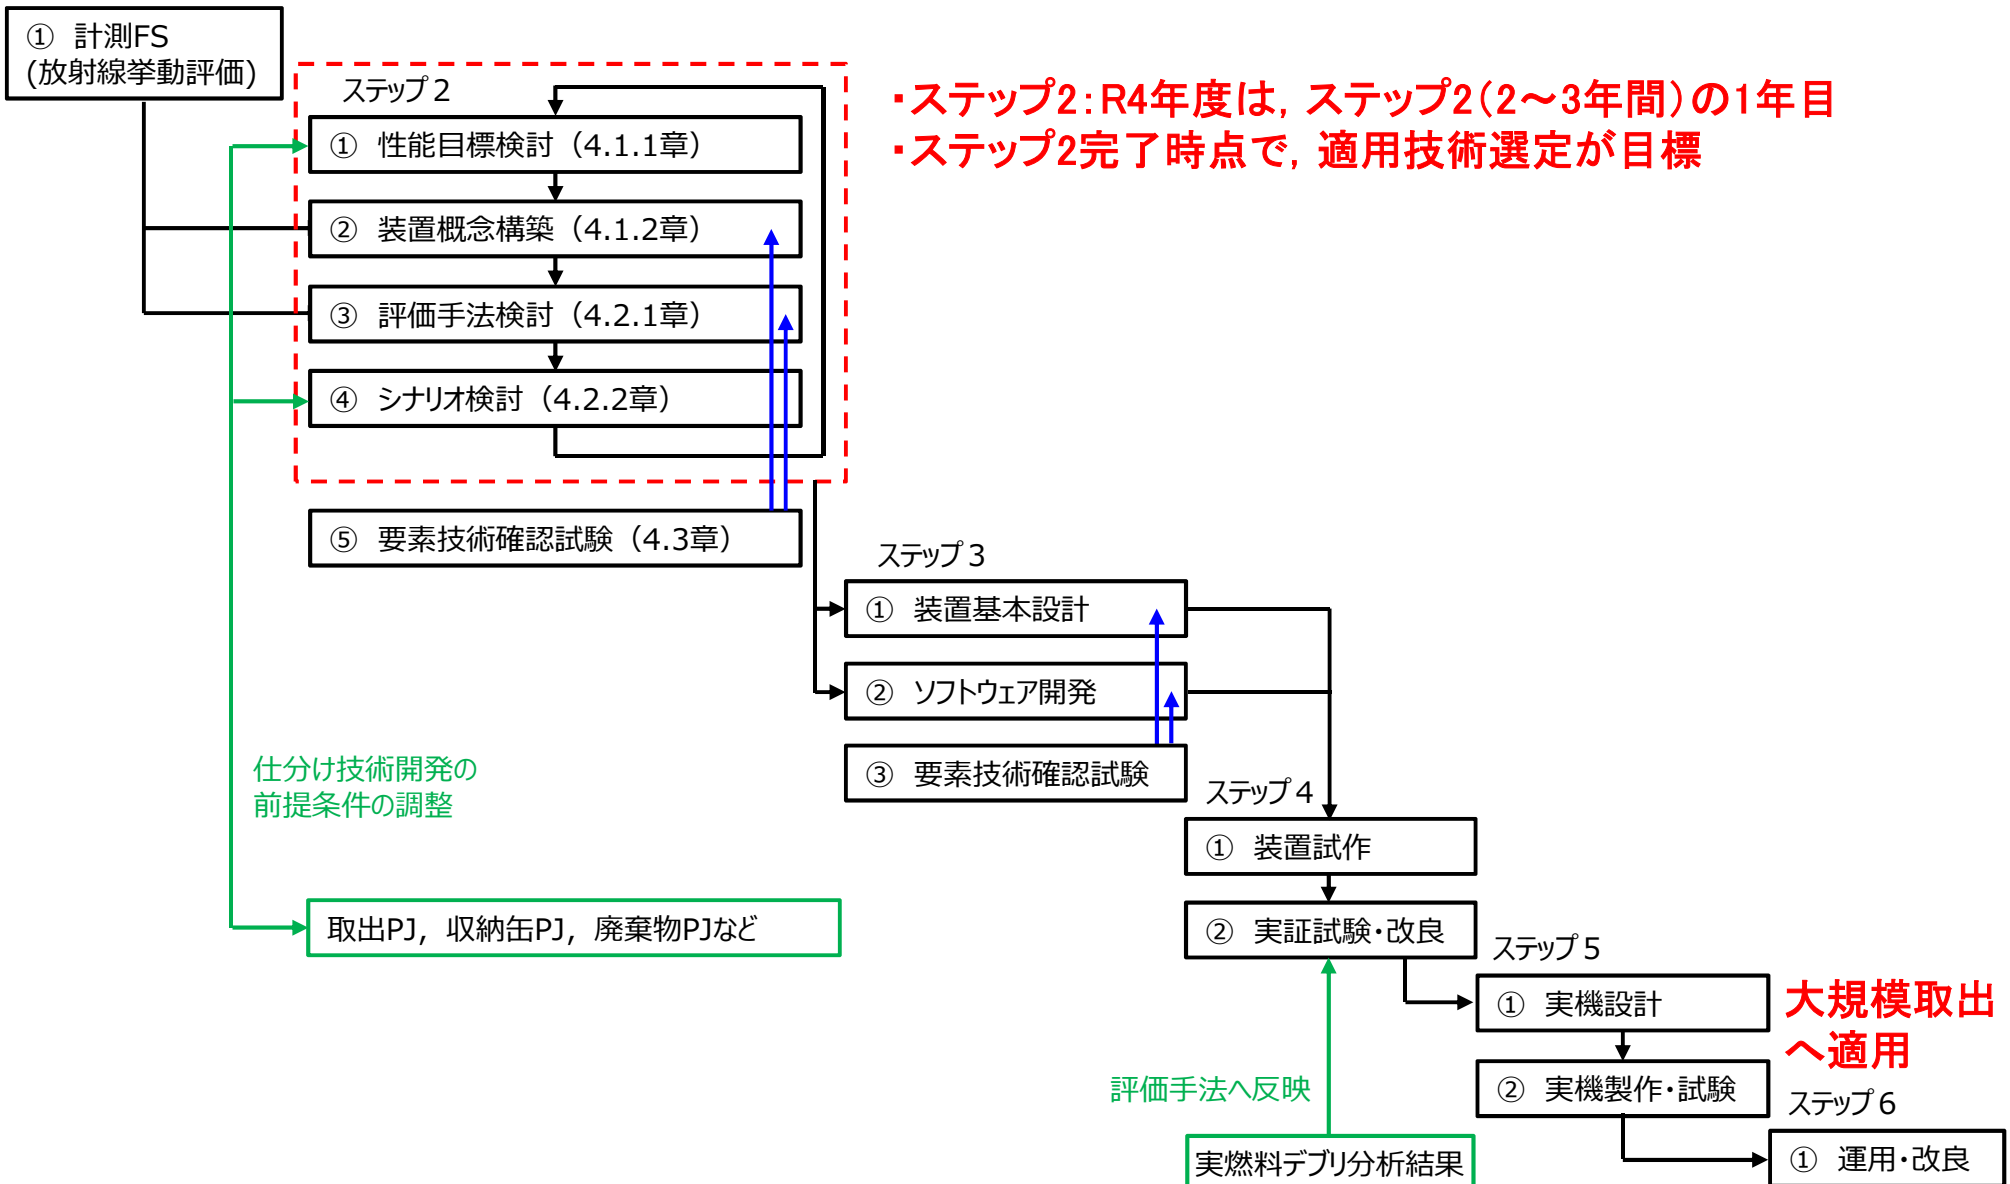 ① 計測FS
(放射線挙動評価)
ステップ2
・ステップ2：R4年度は，ステップ2（2～3年間）の1年目
・ステップ2完了時点で，適用技術選定が目標
① 性能目標検討（4.1.1章）
② 装置概念構築（4.1.2章）
③ 評価手法検討（4.2.1章）
④ シナリオ検討（4.2.2章）
⑤ 要素技術確認試験（4.3章）
ステップ3
① 装置基本設計
② ソフトウェア開発
③ 要素技術確認試験
仕分け技術開発の
前提条件の調整
ステップ4
① 装置試作
② 実証試験・改良
取出PJ，収納缶PJ，廃棄物PJなど
ステップ5
① 実機設計
大規模取出
へ適用
② 実機製作・試験
評価手法へ反映
ステップ6
実燃料デブリ分析結果
① 運用・改良